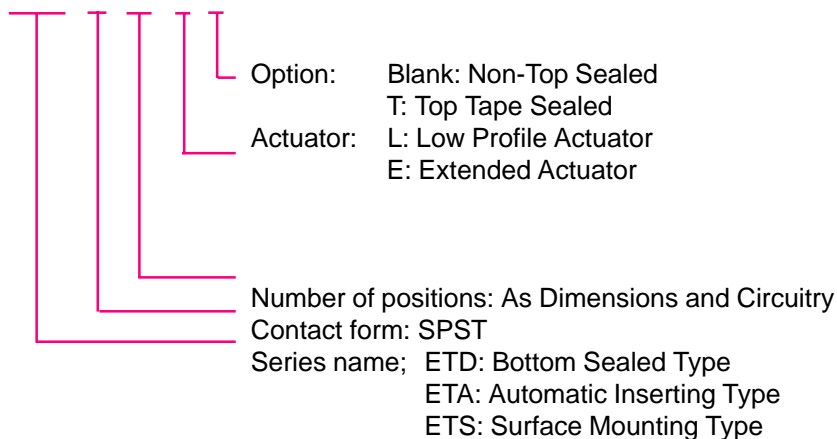 Option: Blank: Non-Top Sealed
T: Top Tape Sealed
Actuator: L: Low Profile Actuator
E: Extended Actuator
Number of positions: As Dimensions and Circuitry
Contact form: SPST
Series name; ETD: Bottom Sealed Type
ETA: Automatic Inserting Type
ETS: Surface Mounting Type